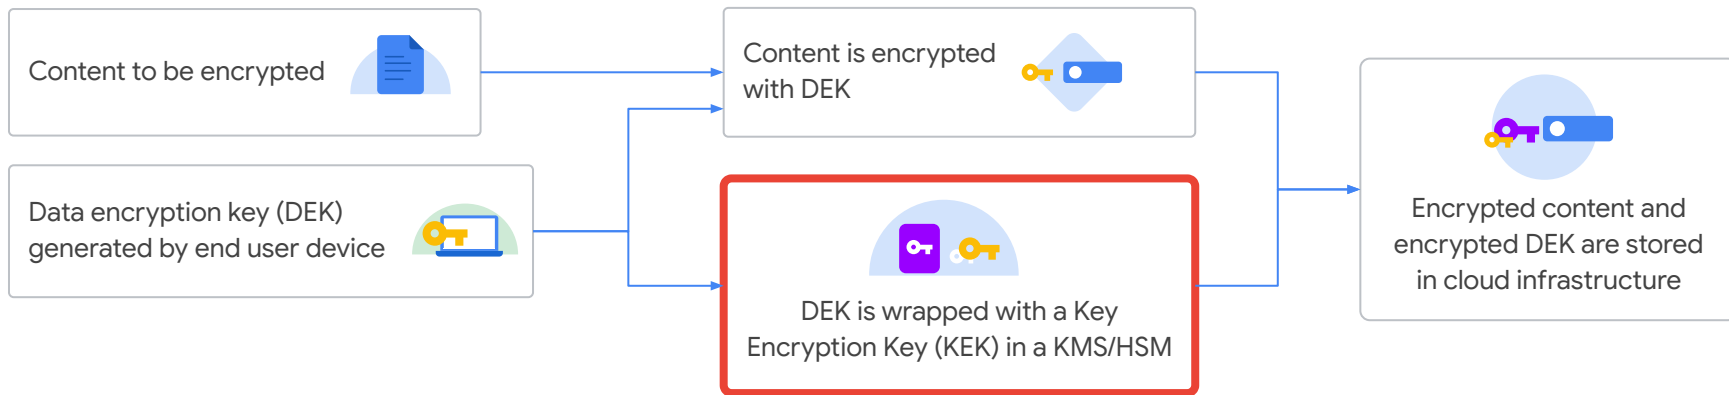 Content to be encrypted
Data encryption key (DEK)
generated by end user device
Content is encrypted
with DEK
DEK is wrapped with a Key
Encryption Key (KEK) in a KMS/HSM
Encrypted content and
encrypted DEK are stored
in cloud infrastructure